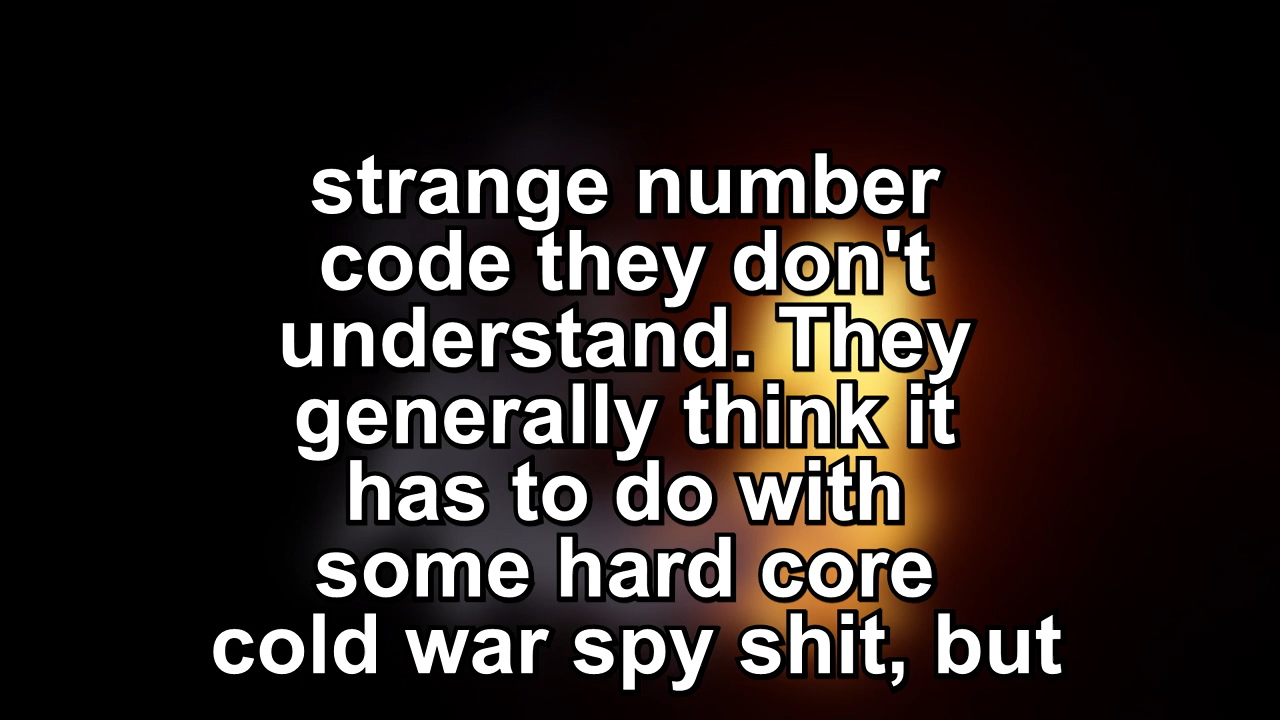 strange number
code they don't
understand. They
generally think it
has to do with
some hard core
cold war spy shit, but